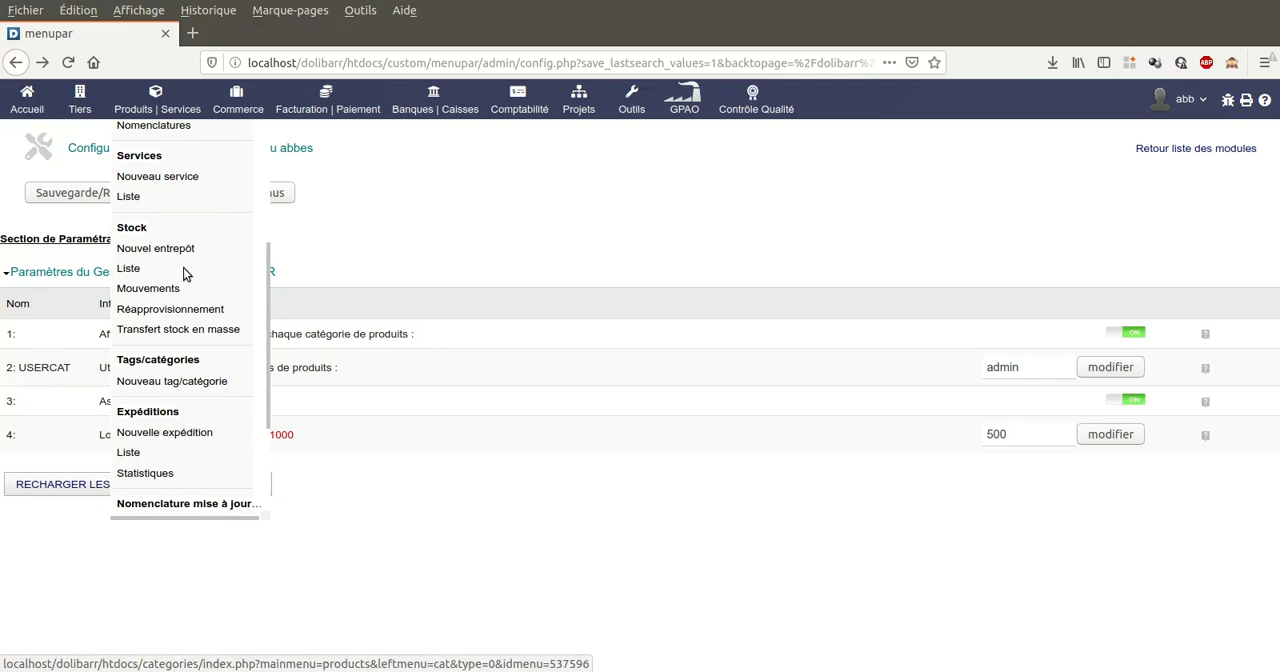 Fichier Édition Affichage Historique Marque-pages Outils Aide
menupar
localhost/dolibarr/htdocs/custom/menupar/admin/config.php?save_lastsearch_values=1&backtopage=%2Fdolibarr%2
ABP
Accueil Tiers Produits | Services Commerce Facturation | Paiement Banques | Caisses Comptabilité Projets Outils GPAO Contrôle Qualité abb
Nomenclatures
Configu u abbes Retour liste des modules
Services
Nouveau service
Sauvegarde/R nus
Liste
Stock
Section de Paramétra
Nouvel entrepôt
Liste
Paramètres du Ges R
Mouvements
Nom Int
Réapprovisionnement
Transfert stock en masse
1: Af chaque catégorie de produits : ON
Tags/catégories
2: USERCAT Ut s de produits : admin modifier
Nouveau tag/catégorie
3: As ON
Expéditions
Nouvelle expédition
4: Lo 1000 500 modifier
Liste
Statistiques
RECHARGER LES
Nomenclature mise à jour…
localhost/dolibarr/htdocs/categories/index.php?mainmenu=products&leftmenu=cat&type=0&idmenu=537596